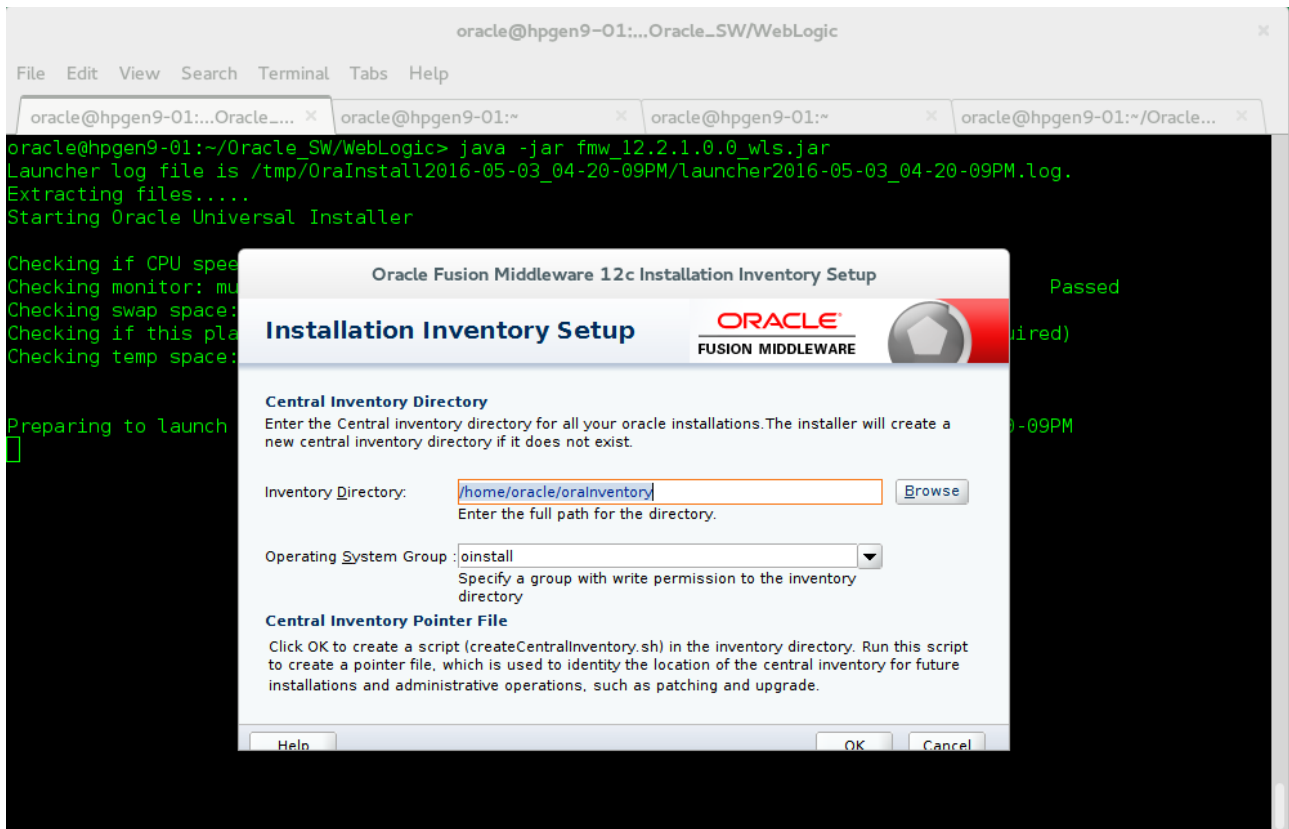 oracle@hpgen9-01:...Oracle_SW/WebLogic
File Edit View Search Terminal Tabs Help
oracle@hpgen9-01:...Oracle_... oracle@hpgen9-01:~ oracle@hpgen9-01:~ oracle@hpgen9-01:~/Oracle...
oracle@hpgen9-01:~/Oracle_SW/WebLogic> java -jar fmw_12.2.1.0.0_wls.jar
Launcher log file is /tmp/OraInstall2016-05-03_04-20-09PM/launcher2016-05-03_04-20-09PM.log.
Extracting files.....
Starting Oracle Universal Installer
Checking if CPU spee
Checking monitor: mu Passed
Checking swap space:
Checking if this pla uired)
Checking temp space:
Preparing to launch 0-09PM
Oracle Fusion Middleware 12c Installation Inventory Setup
Installation Inventory Setup
ORACLE
FUSION MIDDLEWARE
Central Inventory Directory
Enter the Central inventory directory for all your oracle installations.The installer will create a
new central inventory directory if it does not exist.
Inventory Directory: /home/oracle/oraInventory Browse
Enter the full path for the directory.
Operating System Group : oinstall
Specify a group with write permission to the inventory
directory
Central Inventory Pointer File
Click OK to create a script (createCentralInventory.sh) in the inventory directory. Run this script
to create a pointer file, which is used to identity the location of the central inventory for future
installations and administrative operations, such as patching and upgrade.
Help OK Cancel